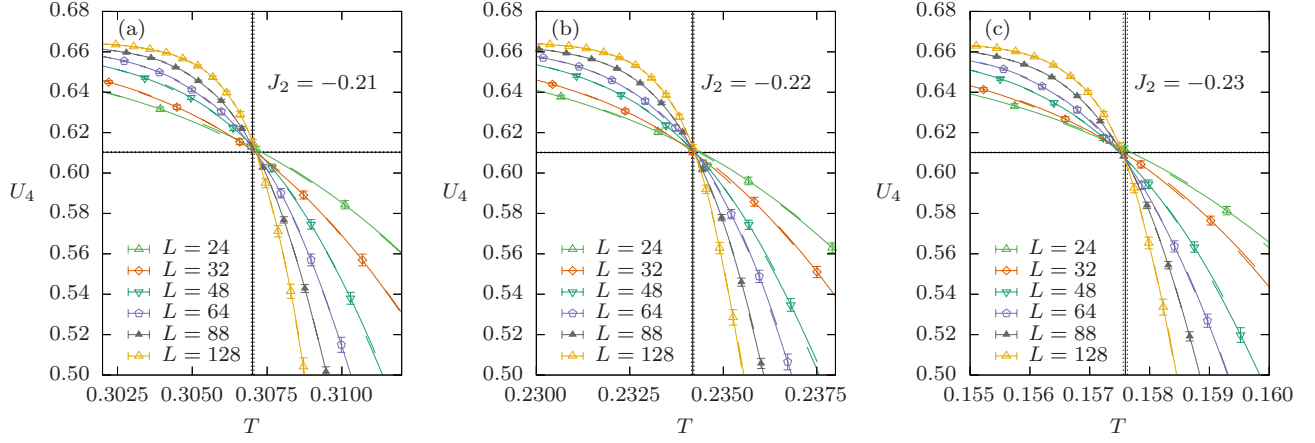 (a)
J₂ = −0.21
U₄
0.68
0.66
0.64
0.62
0.60
0.58
0.56
0.54
0.52
0.50
L = 24
L = 32
L = 48
L = 64
L = 88
L = 128
0.3025
0.3050
0.3075
0.3100
T
(b)
J₂ = −0.22
U₄
0.68
0.66
0.64
0.62
0.60
0.58
0.56
0.54
0.52
0.50
L = 24
L = 32
L = 48
L = 64
L = 88
L = 128
0.2300
0.2325
0.2350
0.2375
T
(c)
J₂ = −0.23
U₄
0.68
0.66
0.64
0.62
0.60
0.58
0.56
0.54
0.52
0.50
L = 24
L = 32
L = 48
L = 64
L = 88
L = 128
0.155
0.156
0.157
0.158
0.159
0.160
T